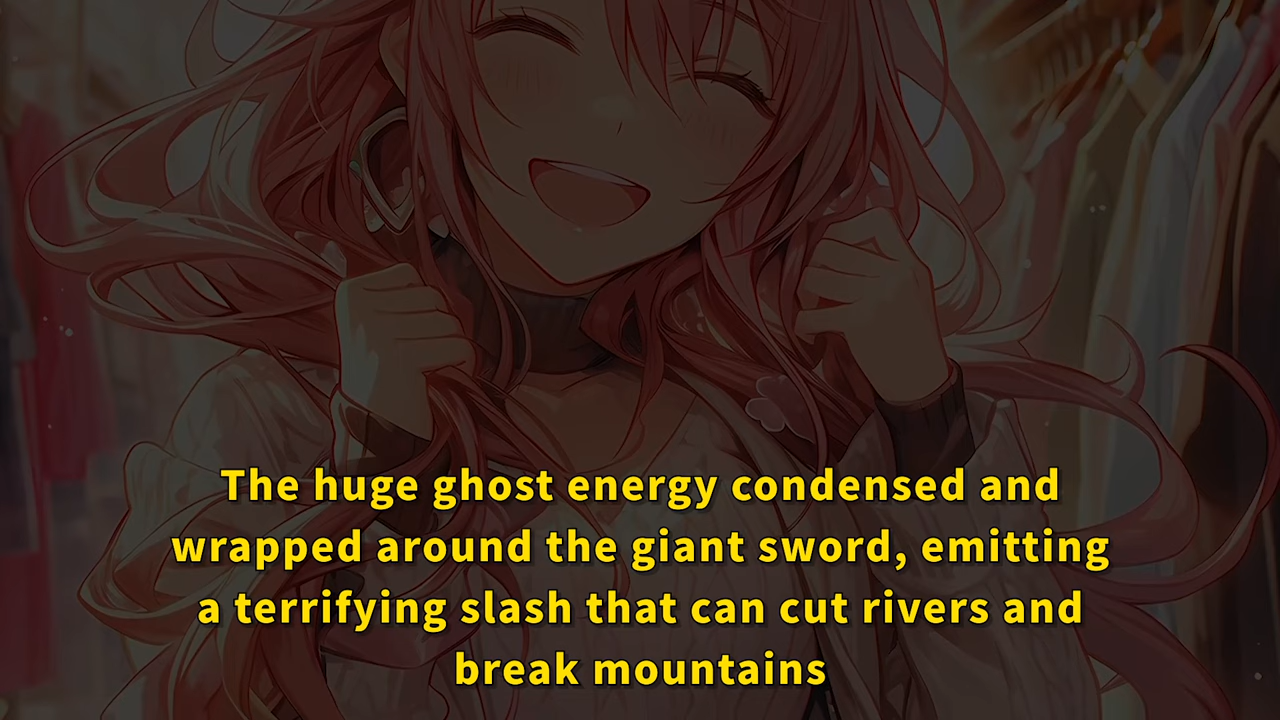 The huge ghost energy condensed and
wrapped around the giant sword, emitting
a terrifying slash that can cut rivers and
break mountains